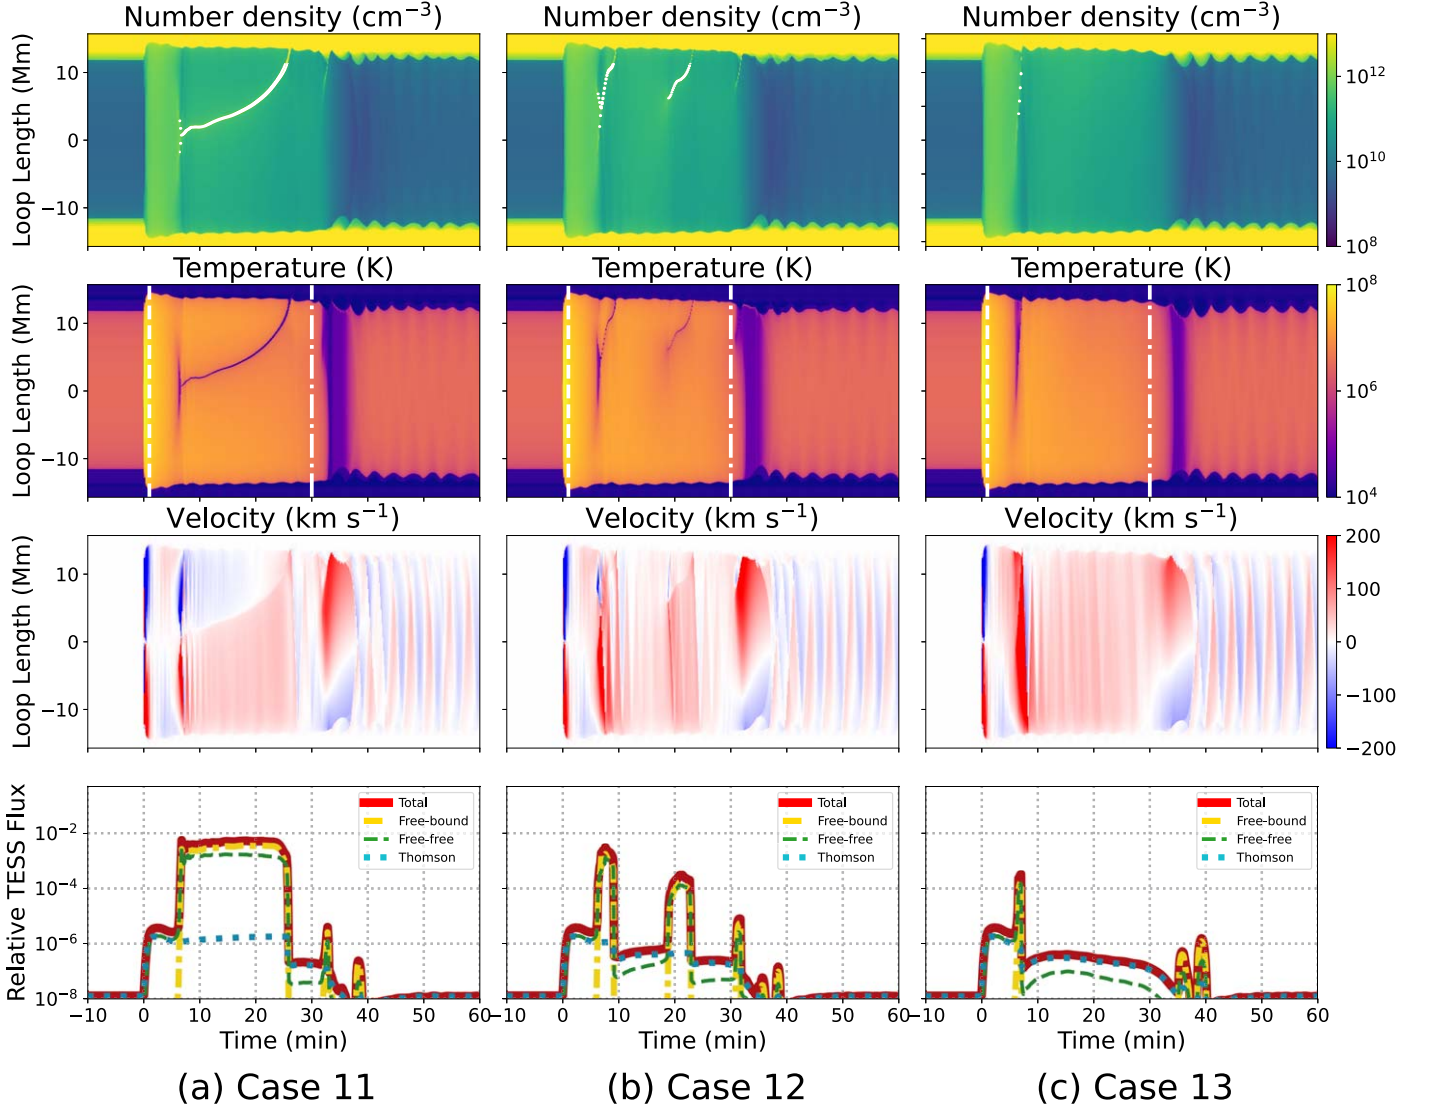 Number density (cm⁻³)
Number density (cm⁻³)
Number density (cm⁻³)
Loop Length (Mm)
10
0
−10
10¹²
10¹⁰
10⁸
Temperature (K)
Temperature (K)
Temperature (K)
Loop Length (Mm)
10
0
−10
10⁸
10⁶
10⁴
Velocity (km s⁻¹)
Velocity (km s⁻¹)
Velocity (km s⁻¹)
Loop Length (Mm)
10
0
−10
200
100
0
−100
−200
Relative TESS Flux
10⁻²
10⁻⁴
10⁻⁶
10⁻⁸
Total
Free-bound
Free-free
Thomson
Total
Free-bound
Free-free
Thomson
Total
Free-bound
Free-free
Thomson
−10 0 10 20 30 40 50 60
−10 0 10 20 30 40 50 60
−10 0 10 20 30 40 50 60
Time (min)
Time (min)
Time (min)
(a) Case 11
(b) Case 12
(c) Case 13